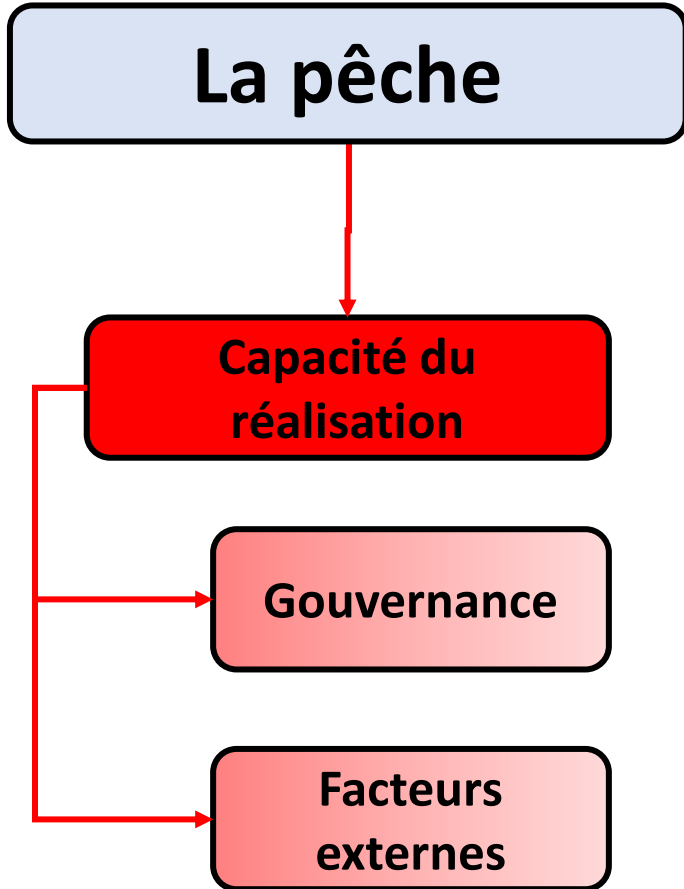 La pêche
Capacité du
réalisation
Gouvernance
Facteurs
externes